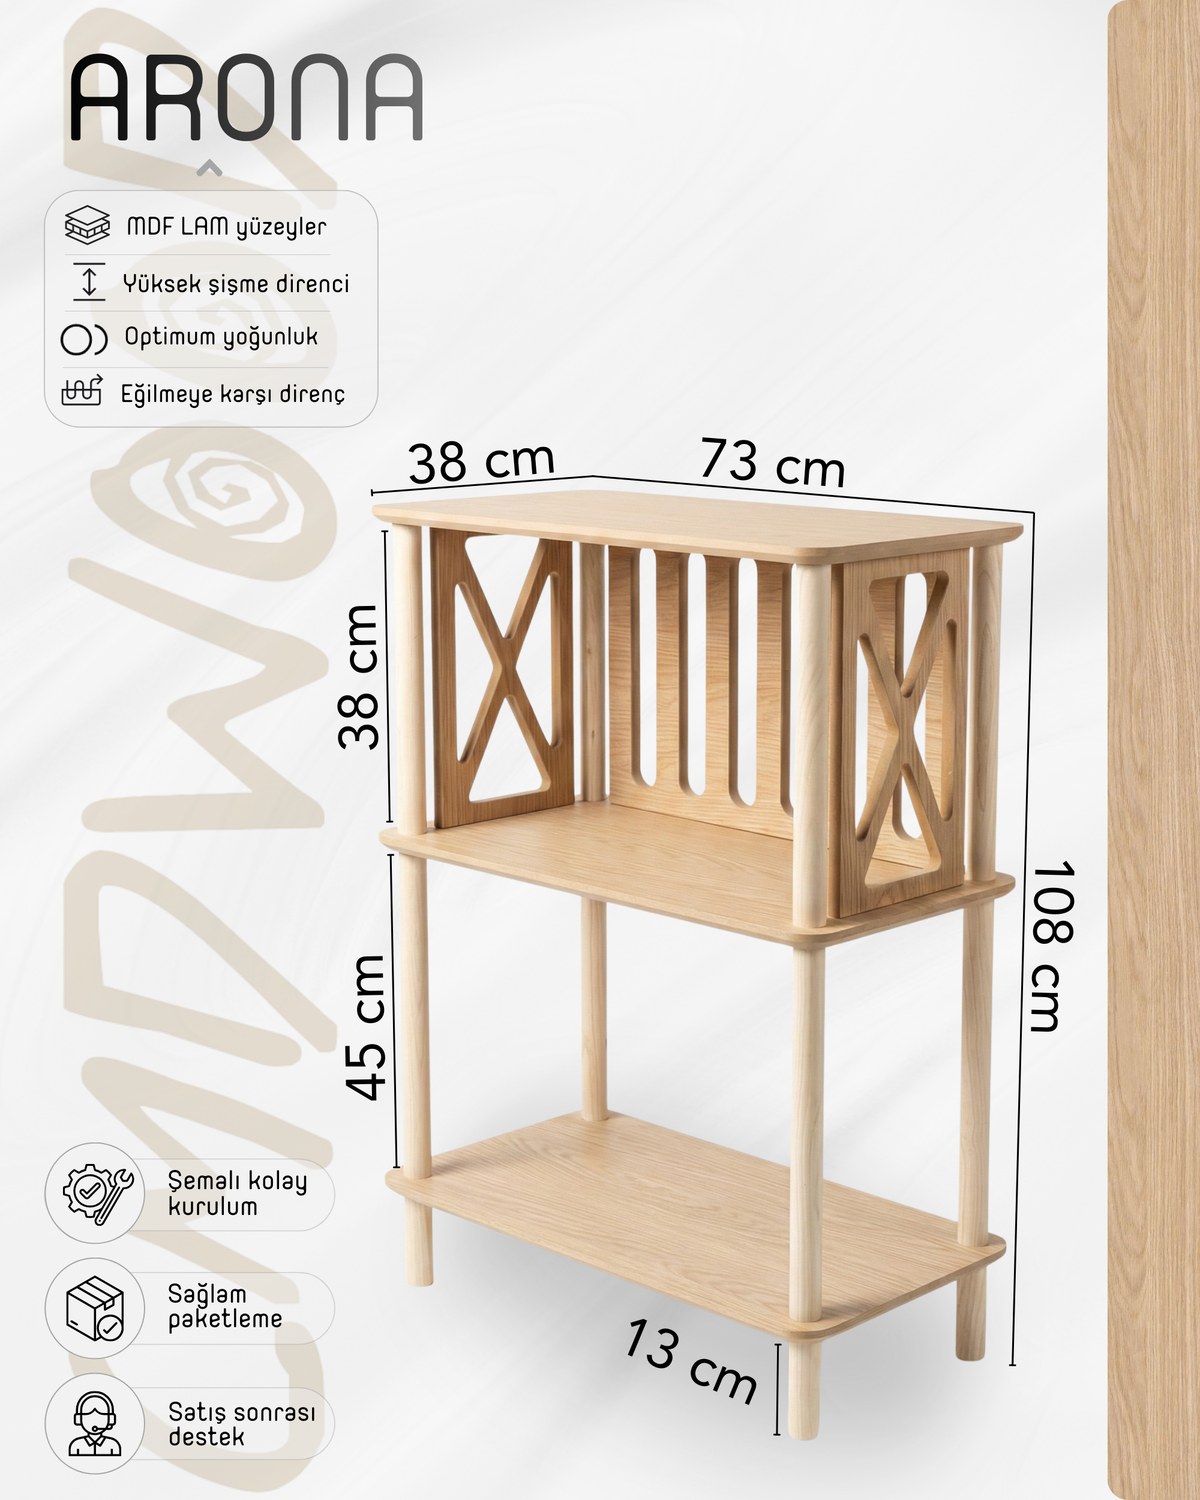 ARONA
MDF LAM yüzeyler
Yüksek şişme direnci
Optimum yoğunluk
Eğilmeye karşı direnç
38 cm
73 cm
38 cm
45 cm
108 cm
13 cm
Şemalı kolay
kurulum
Sağlam
paketleme
Satış sonrası
destek